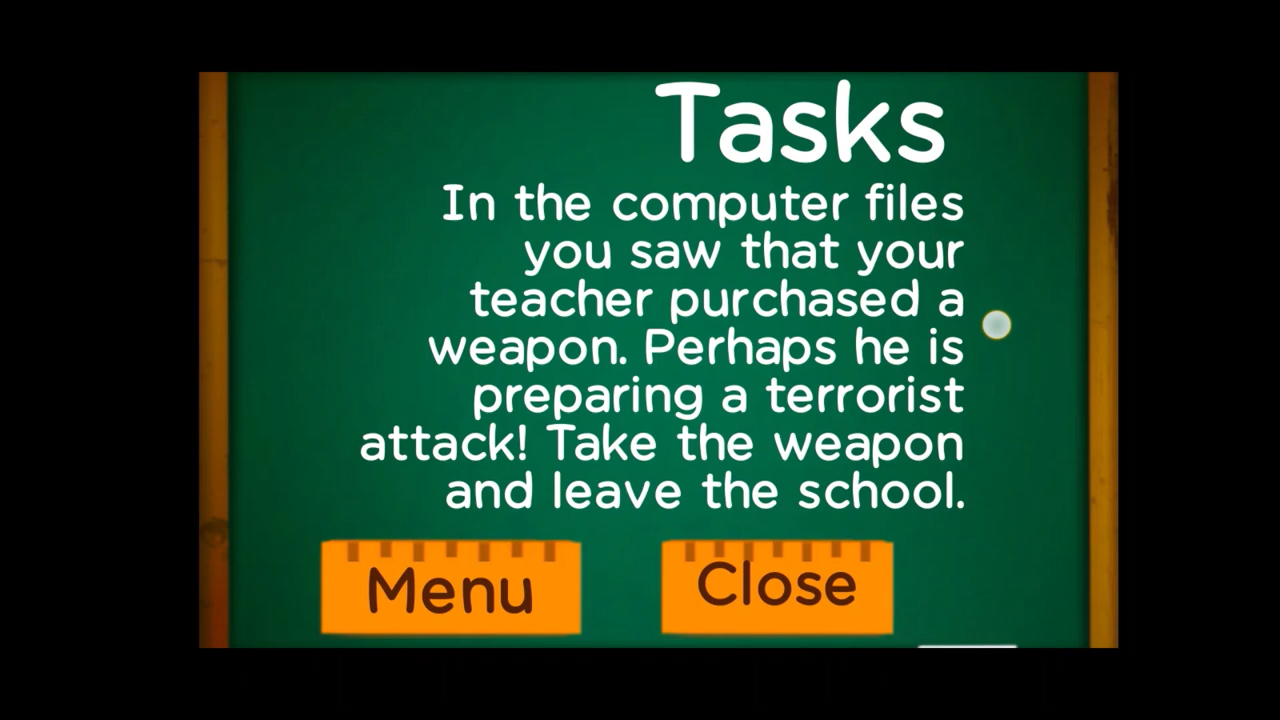 Tasks
In the computer files
you saw that your
teacher purchased a
weapon. Perhaps he is
preparing a terrorist
attack! Take the weapon
and leave the school.
Menu
Close